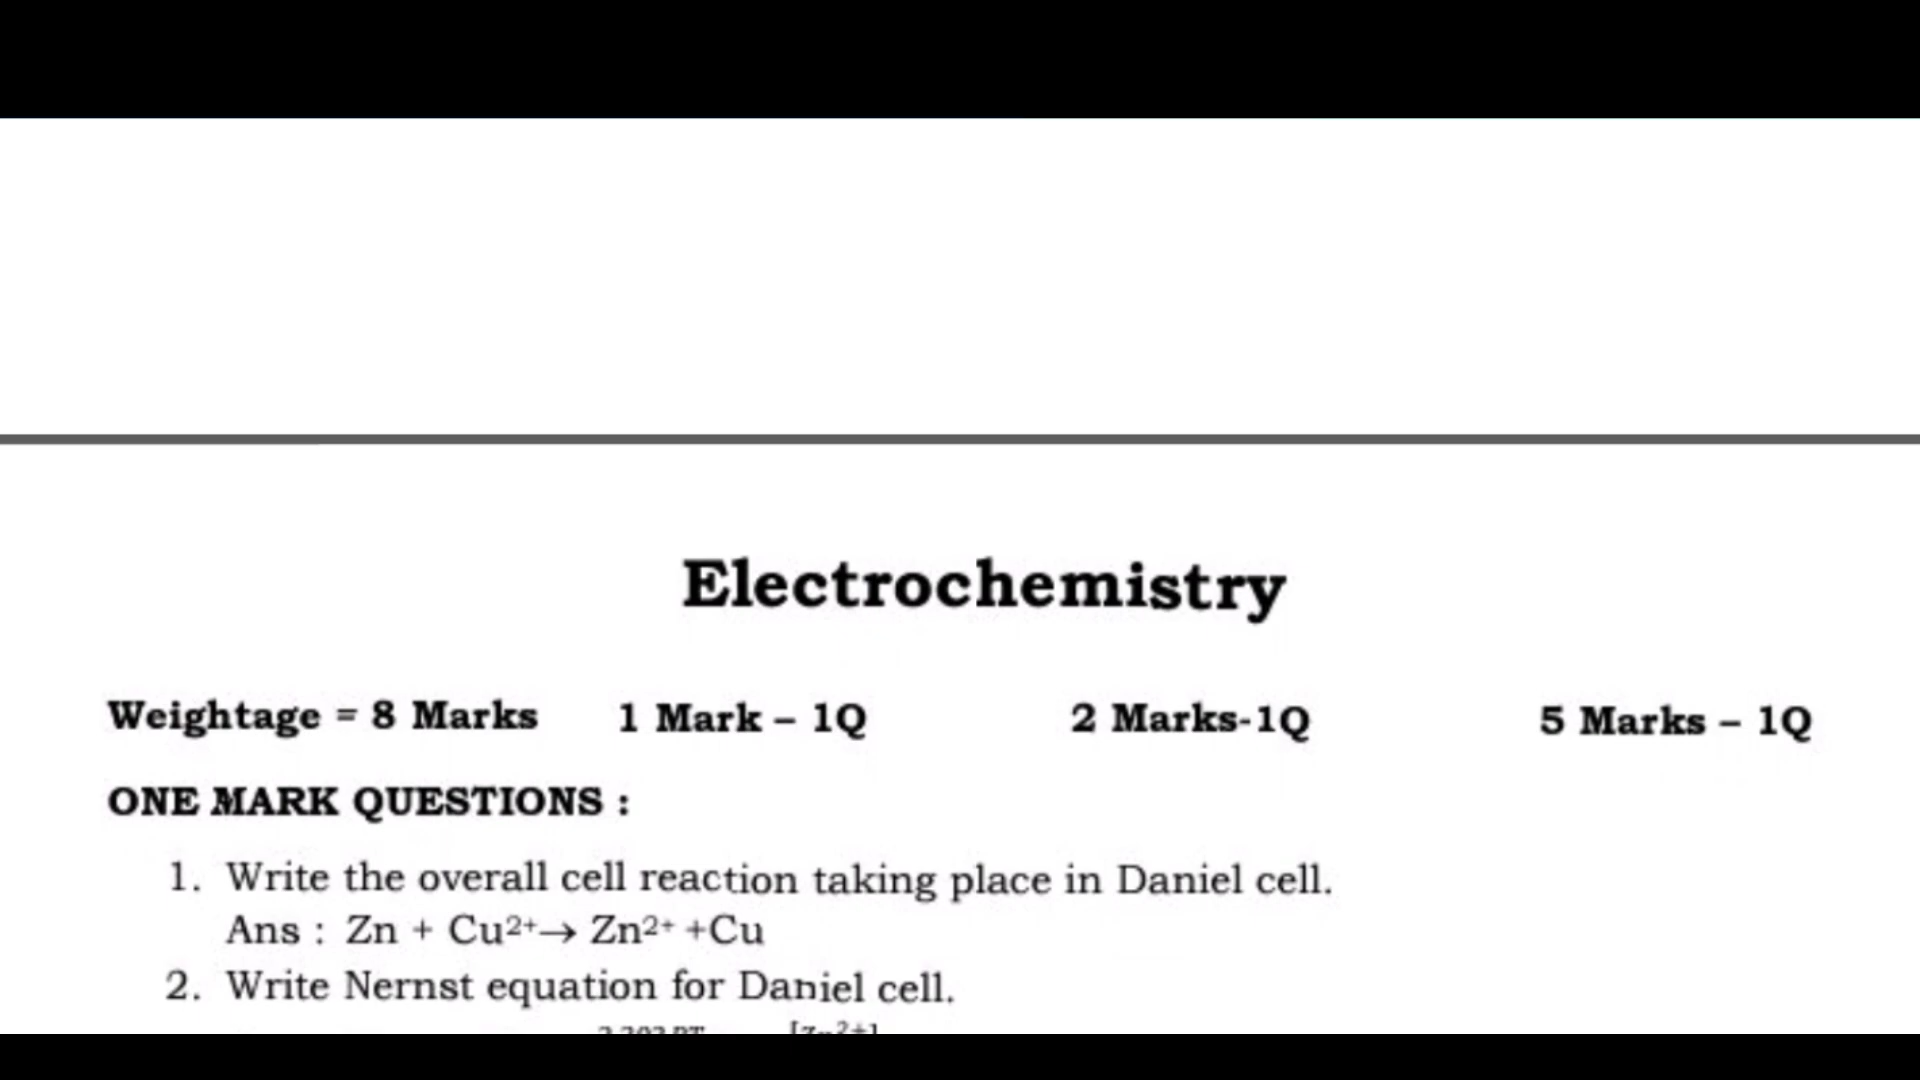 Electrochemistry
Weightage = 8 Marks 1 Mark – 1Q 2 Marks-1Q 5 Marks – 1Q
ONE MARK QUESTIONS :
1. Write the overall cell reaction taking place in Daniel cell.
Ans : Zn + Cu²⁺→ Zn²⁺ +Cu
2. Write Nernst equation for Daniel cell.